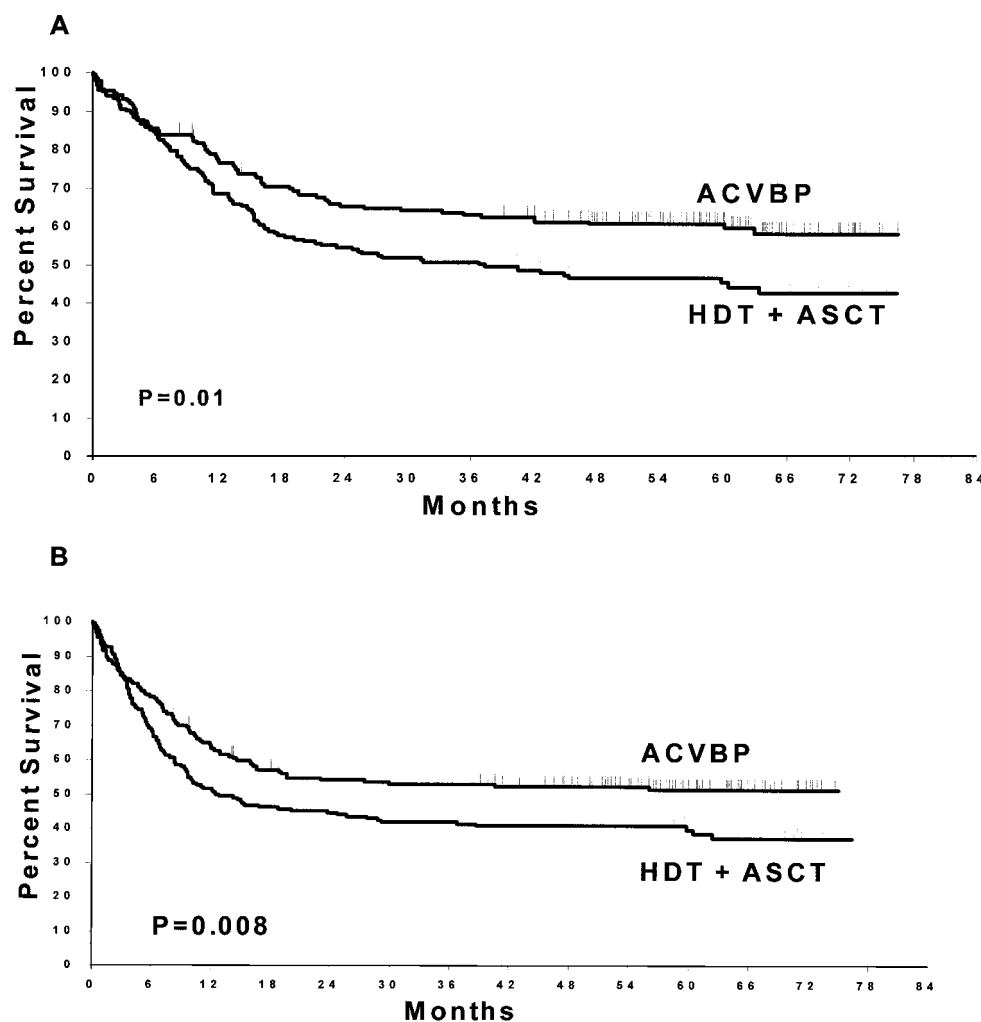 A
Percent Survival
100
90
80
70
60
50
40
30
20
10
0
ACVBP
HDT + ASCT
P=0.01
0 6 12 18 24 30 36 42 48 54 60 66 72 78 84
Months
B
Percent Survival
100
90
80
70
60
50
40
30
20
10
0
ACVBP
HDT + ASCT
P=0.008
0 6 12 18 24 30 36 42 48 54 60 66 72 78 84
Months